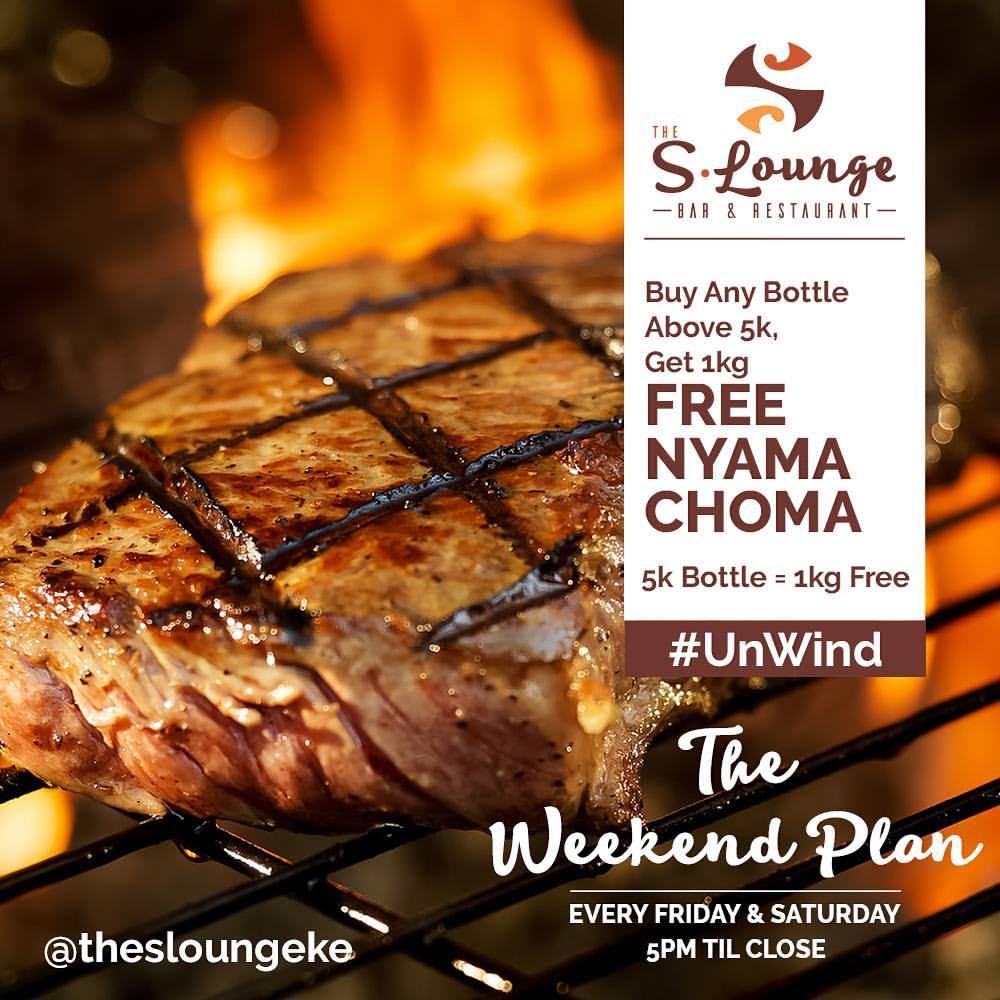 THE
S·Lounge
BAR & RESTAURANT
Buy Any Bottle
Above 5k,
Get 1kg
FREE
NYAMA
CHOMA
5k Bottle = 1kg Free
#UnWind
The
Weekend Plan
EVERY FRIDAY & SATURDAY
5PM TIL CLOSE
@thesloungeke